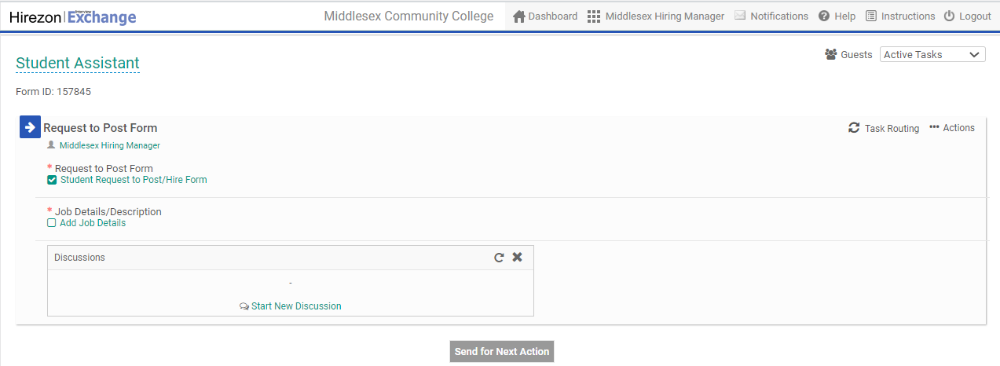 Hirezon Interview Exchange
Middlesex Community College Dashboard Middlesex Hiring Manager Notifications Help Instructions Logout
Student Assistant
Guests Active Tasks
Form ID: 157845
Request to Post Form
Task Routing ••• Actions
Middlesex Hiring Manager
* Request to Post Form
Student Request to Post/Hire Form
* Job Details/Description
Add Job Details
Discussions
-
Start New Discussion
Send for Next Action